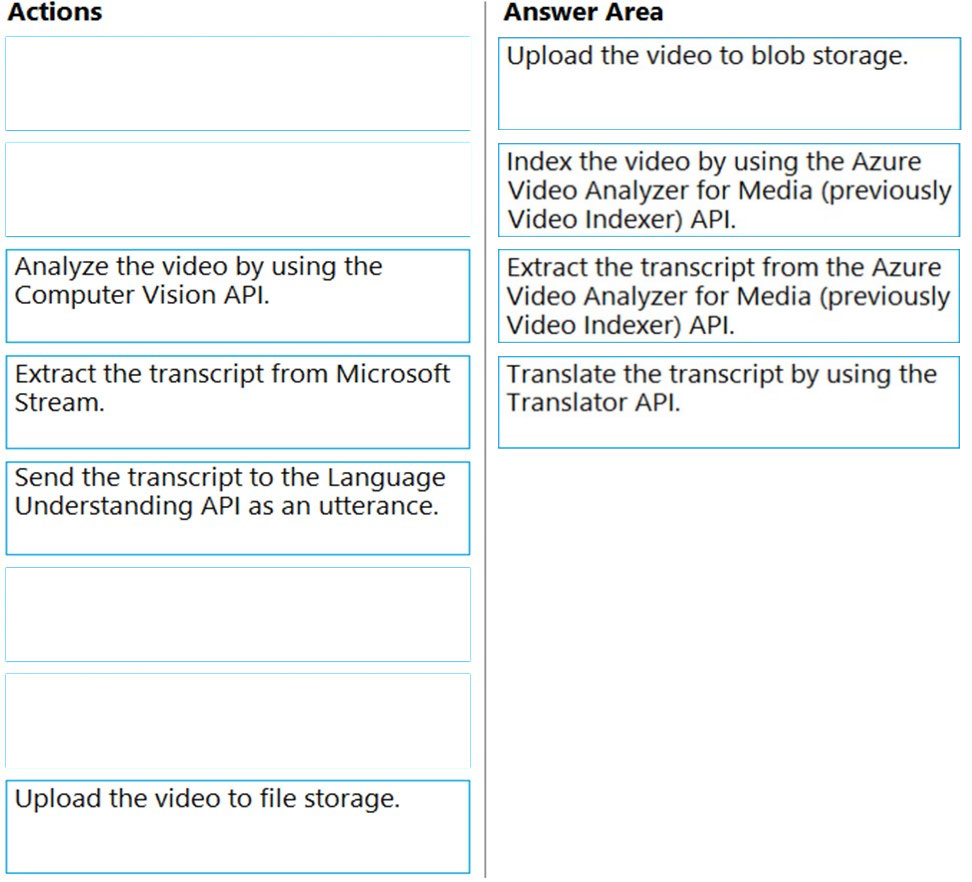 Actions
Analyze the video by using the
Computer Vision API.
Extract the transcript from Microsoft
Stream.
Send the transcript to the Language
Understanding API as an utterance.
Upload the video to file storage.
Answer Area
Upload the video to blob storage.
Index the video by using the Azure
Video Analyzer for Media (previously
Video Indexer) API.
Extract the transcript from the Azure
Video Analyzer for Media (previously
Video Indexer) API.
Translate the transcript by using the
Translator API.